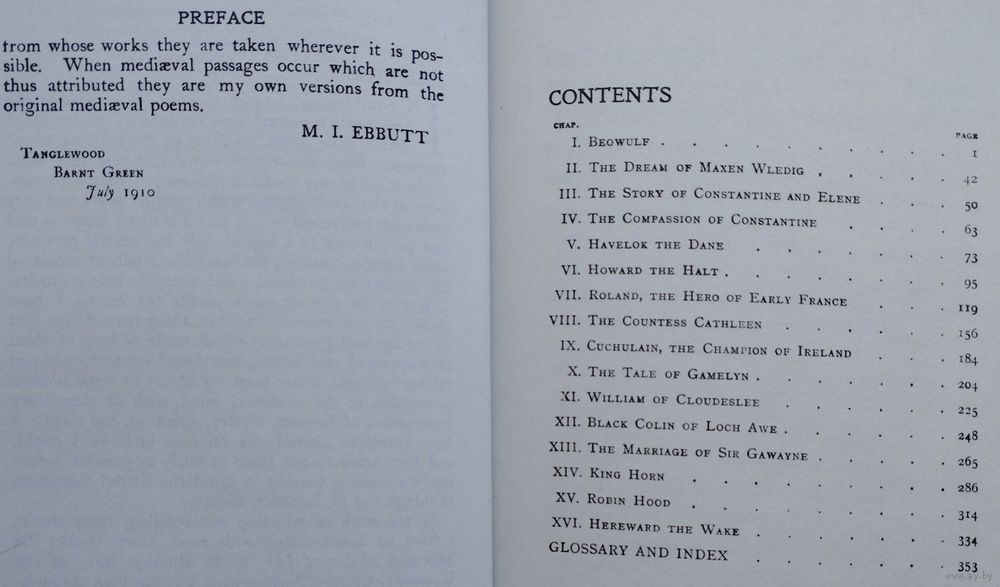 PREFACE
from whose works they are taken wherever it is pos-
sible. When mediæval passages occur which are not
thus attributed they are my own versions from the
original mediæval poems.
M. I. EBBUTT
TANGLEWOOD
BARNT GREEN
July 1910
CONTENTS
CHAP. PAGE
I. BEOWULF . . . . . . . . . 1
II. THE DREAM OF MAXEN WLEDIG . . . . . 42
III. THE STORY OF CONSTANTINE AND ELENE . . . 50
IV. THE COMPASSION OF CONSTANTINE . . . . 63
V. HAVELOK THE DANE . . . . . . 73
VI. HOWARD THE HALT . . . . . . . 95
VII. ROLAND, THE HERO OF EARLY FRANCE . . . 119
VIII. THE COUNTESS CATHLEEN . . . . . 156
IX. CUCHULAIN, THE CHAMPION OF IRELAND . . . 184
X. THE TALE OF GAMELYN . . . . . . 204
XI. WILLIAM OF CLOUDESLEE . . . . . 225
XII. BLACK COLIN OF LOCH AWE . . . . . 248
XIII. THE MARRIAGE OF SIR GAWAYNE . . . . 265
XIV. KING HORN . . . . . . . 286
XV. ROBIN HOOD . . . . . . . 314
XVI. HEREWARD THE WAKE . . . . . . 334
GLOSSARY AND INDEX . . . . . . 353
www.ay.by